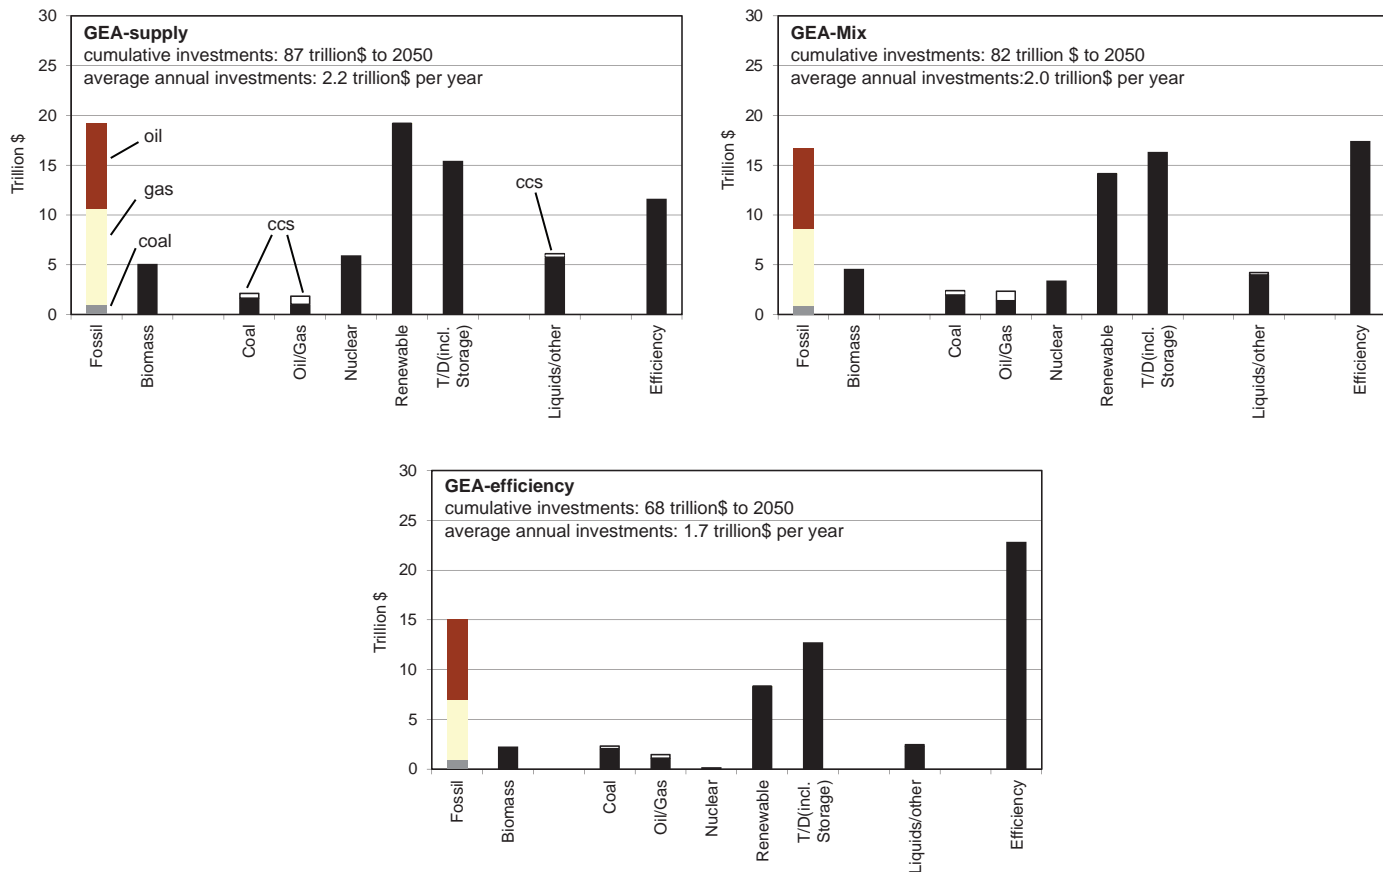 GEA-supply
cumulative investments: 87 trillion$ to 2050
average annual investments: 2.2 trillion$ per year
Trillion $
30
25
20
15
10
5
0
oil
gas
coal
ccs
ccs
Fossil
Biomass
Coal
Oil/Gas
Nuclear
Renewable
T/D(incl.
Storage)
Liquids/other
Efficiency
GEA-Mix
cumulative investments: 82 trillion $ to 2050
average annual investments:2.0 trillion$ per year
Trillion $
30
25
20
15
10
5
0
Fossil
Biomass
Coal
Oil/Gas
Nuclear
Renewable
T/D(incl.
Storage)
Liquids/other
Efficiency
GEA-efficiency
cumulative investments: 68 trillion$ to 2050
average annual investments: 1.7 trillion$ per year
Trillion $
30
25
20
15
10
5
0
Fossil
Biomass
Coal
Oil/Gas
Nuclear
Renewable
T/D(incl.
Storage)
Liquids/other
Efficiency